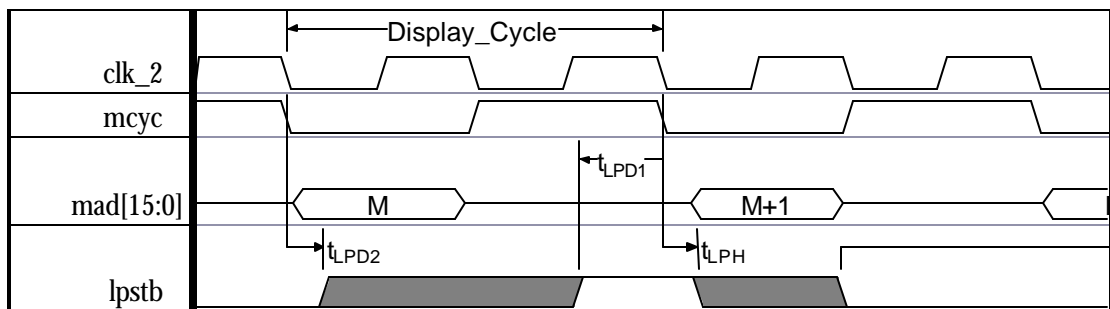 Display_Cycle
clk_2
mcyc
tLPD1
mad[15:0]
M
M+1
tLPD2
tLPH
lpstb